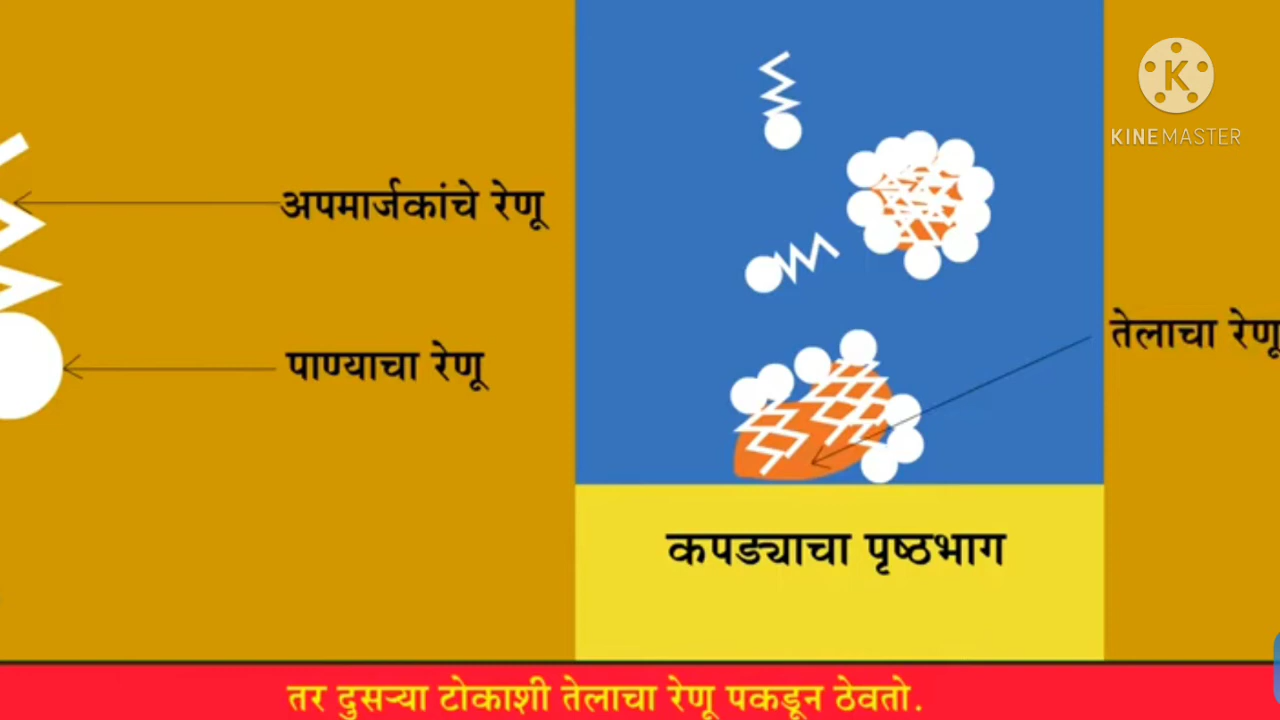 KINEMASTER
अपमार्जकांचे रेणू
तेलाचा रेणू
पाण्याचा रेणू
कपड्याचा पृष्ठभाग
तर दुसऱ्या टोकाशी तेलाचा रेणू पकडून ठेवतो.